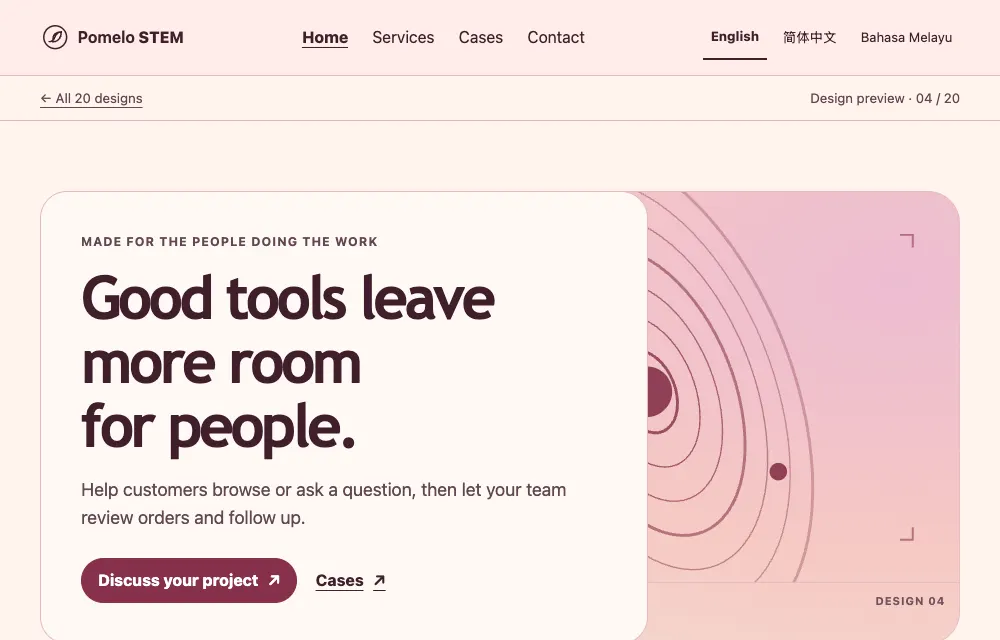 Pomelo STEM
Home Services Cases Contact
English 简体中文 Bahasa Melayu
← All 20 designs
Design preview · 04 / 20
MADE FOR THE PEOPLE DOING THE WORK
Good tools leave
more room
for people.
Help customers browse or ask a question, then let your team
review orders and follow up.
Discuss your project ↗
Cases ↗
DESIGN 04